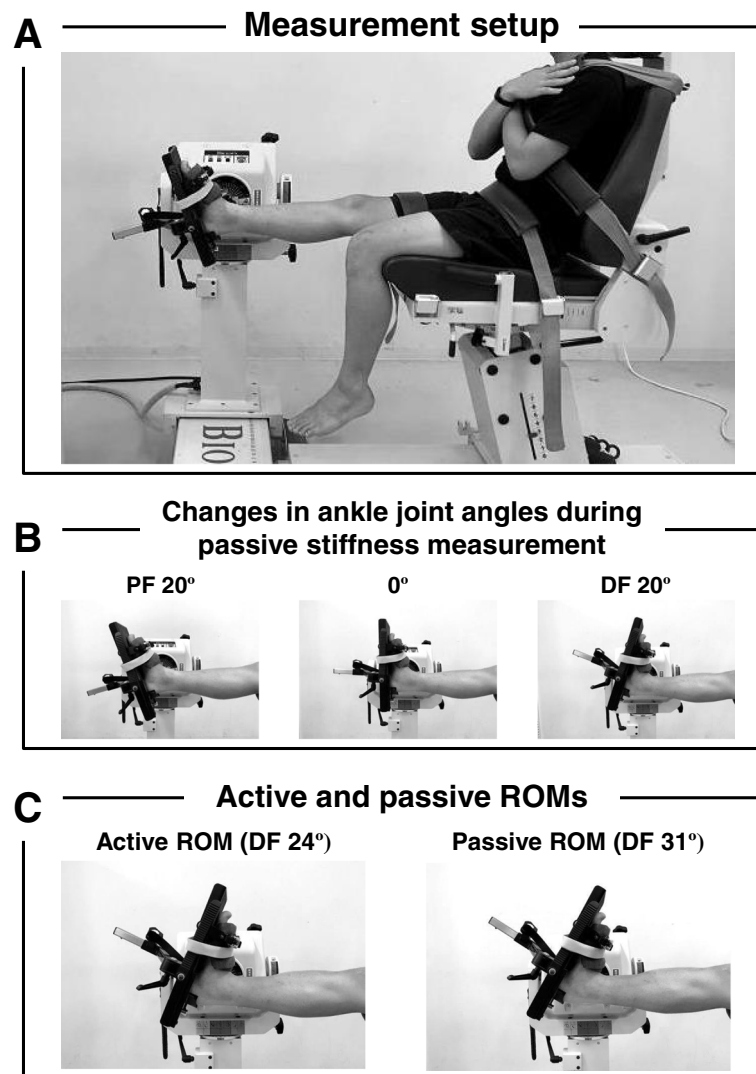 A
Measurement setup
BIO
B
Changes in ankle joint angles during
passive stiffness measurement
PF 20º
0º
DF 20º
C
Active and passive ROMs
Active ROM (DF 24º)
Passive ROM (DF 31º)